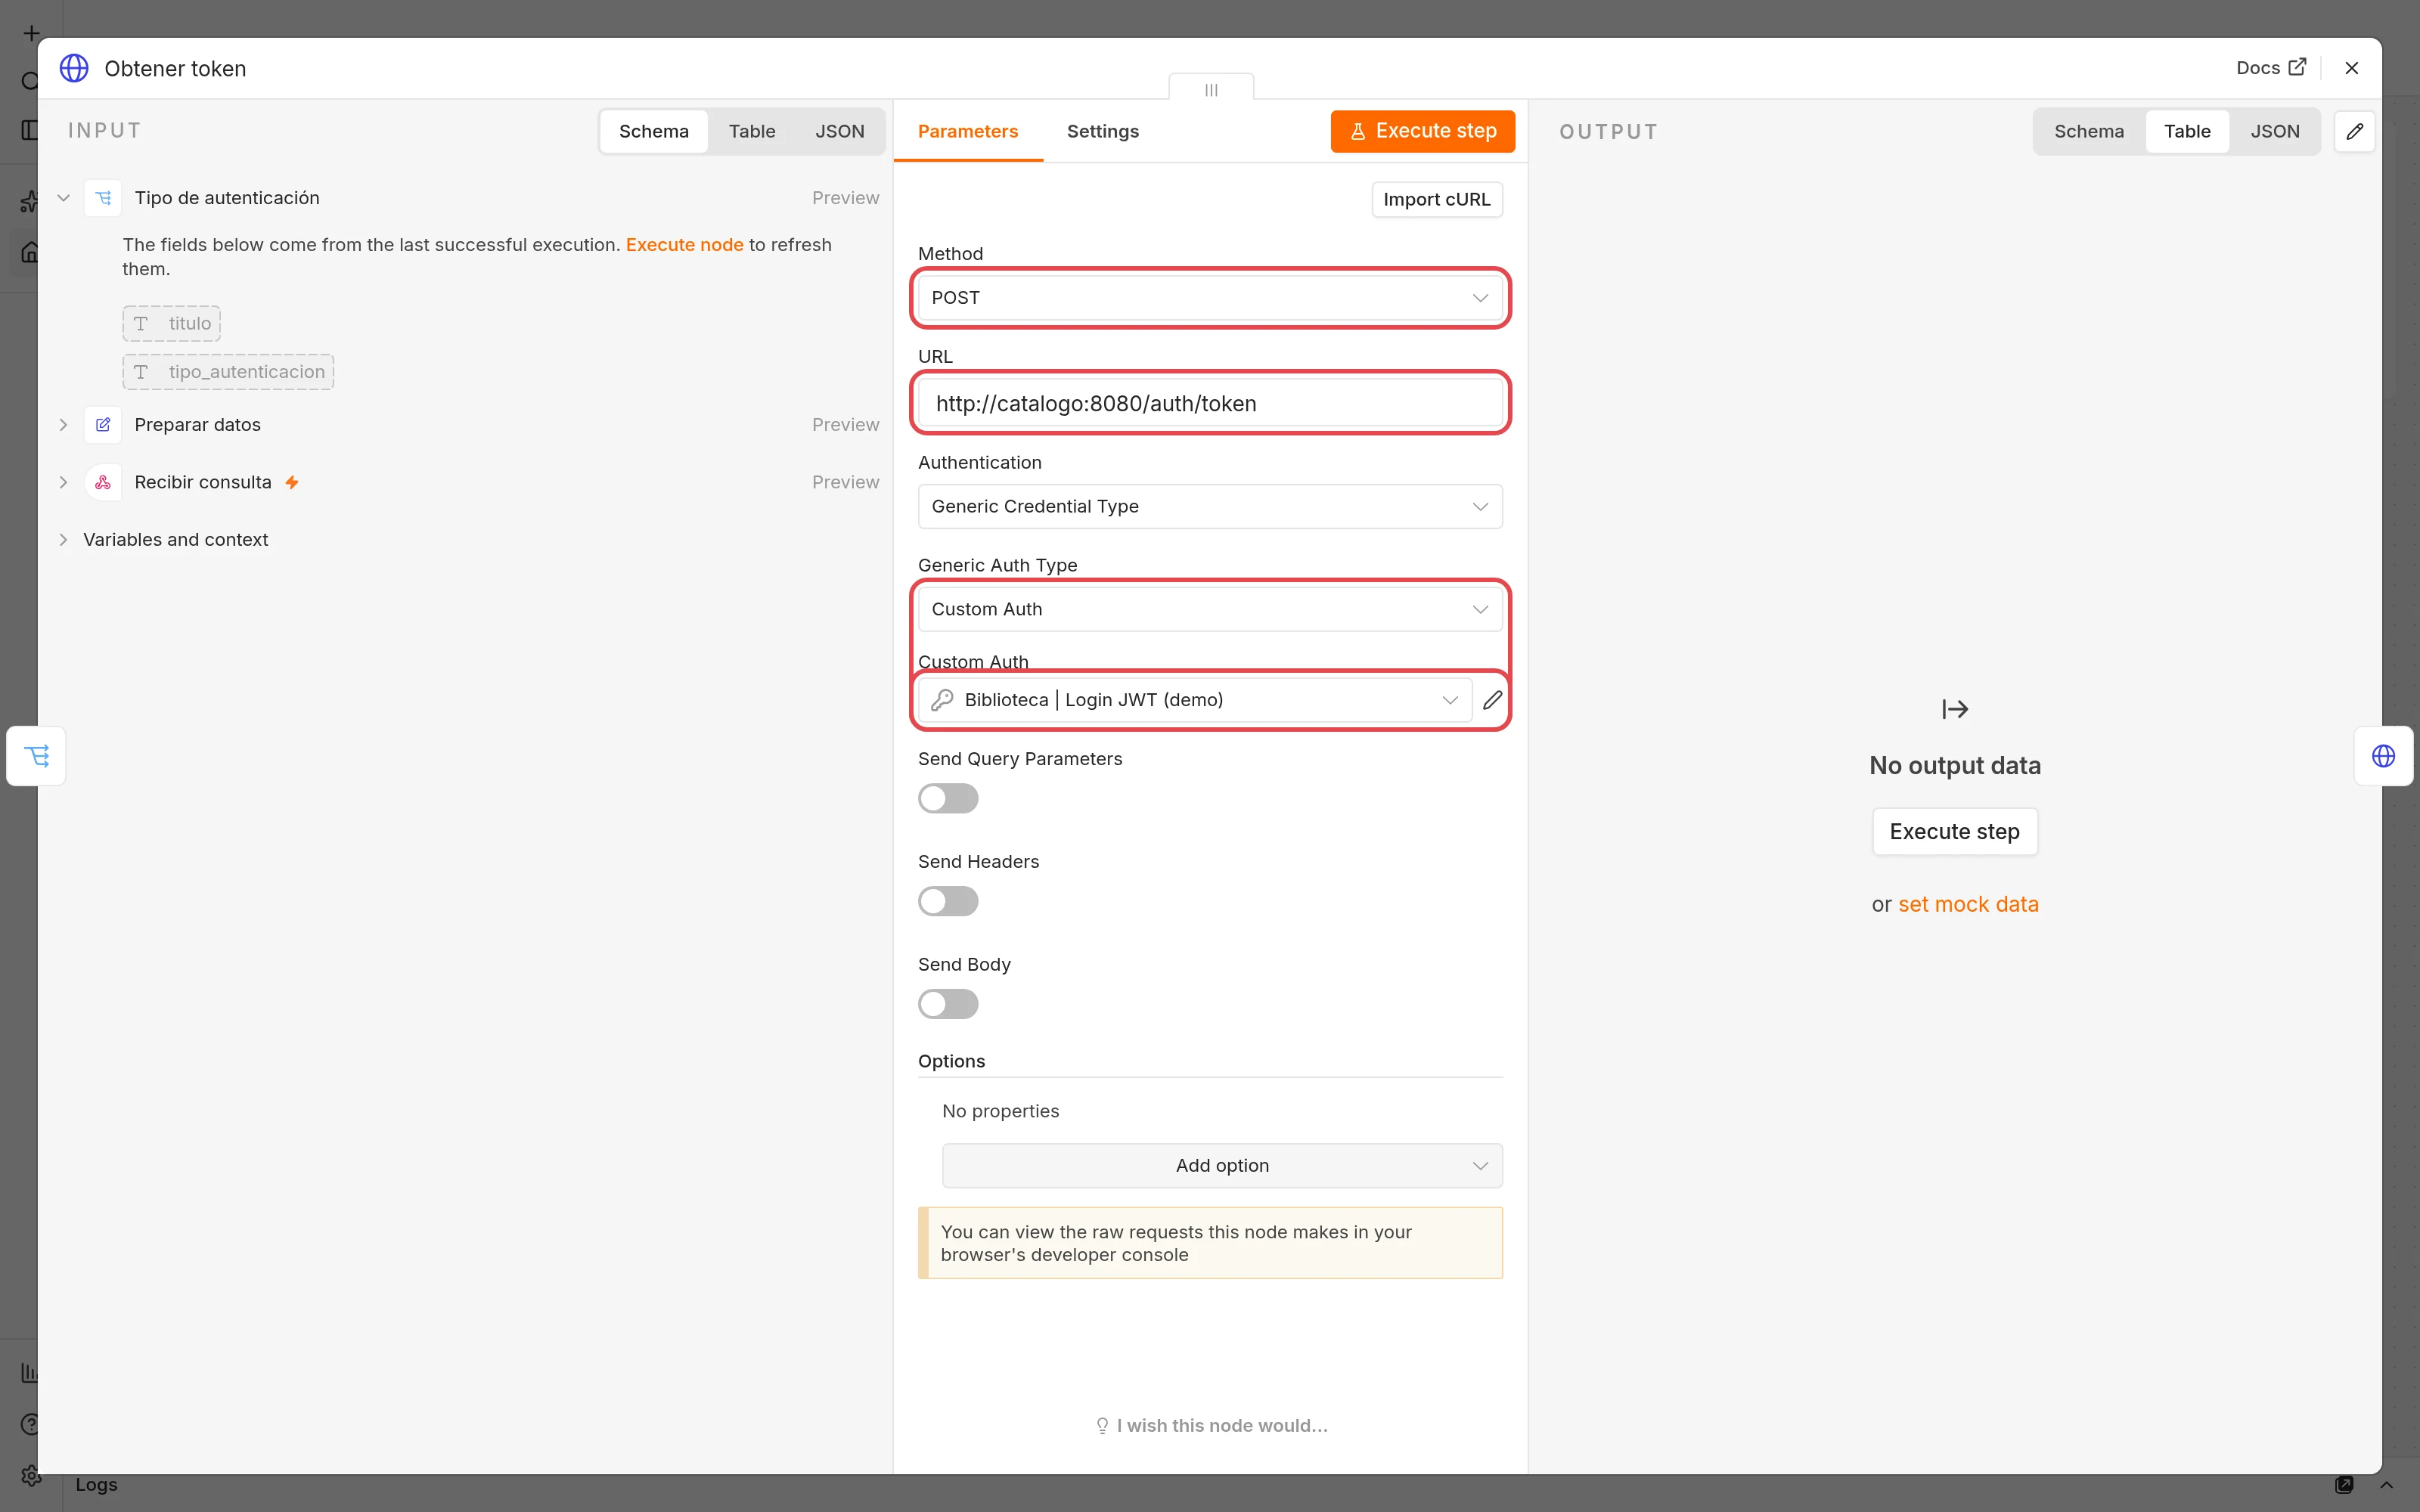 Obtener token
Docs
INPUT
Schema
Table
JSON
Tipo de autenticación
Preview
The fields below come from the last successful execution. Execute node to refresh
them.
T titulo
T tipo_autenticacion
Preparar datos
Preview
Recibir consulta
Preview
Variables and context
Parameters
Settings
Execute step
Import cURL
Method
POST
URL
http://catalogo:8080/auth/token
Authentication
Generic Credential Type
Generic Auth Type
Custom Auth
Custom Auth
Biblioteca | Login JWT (demo)
Send Query Parameters
Send Headers
Send Body
Options
No properties
Add option
You can view the raw requests this node makes in your
browser's developer console
I wish this node would...
OUTPUT
Schema
Table
JSON
No output data
Execute step
or set mock data
Logs